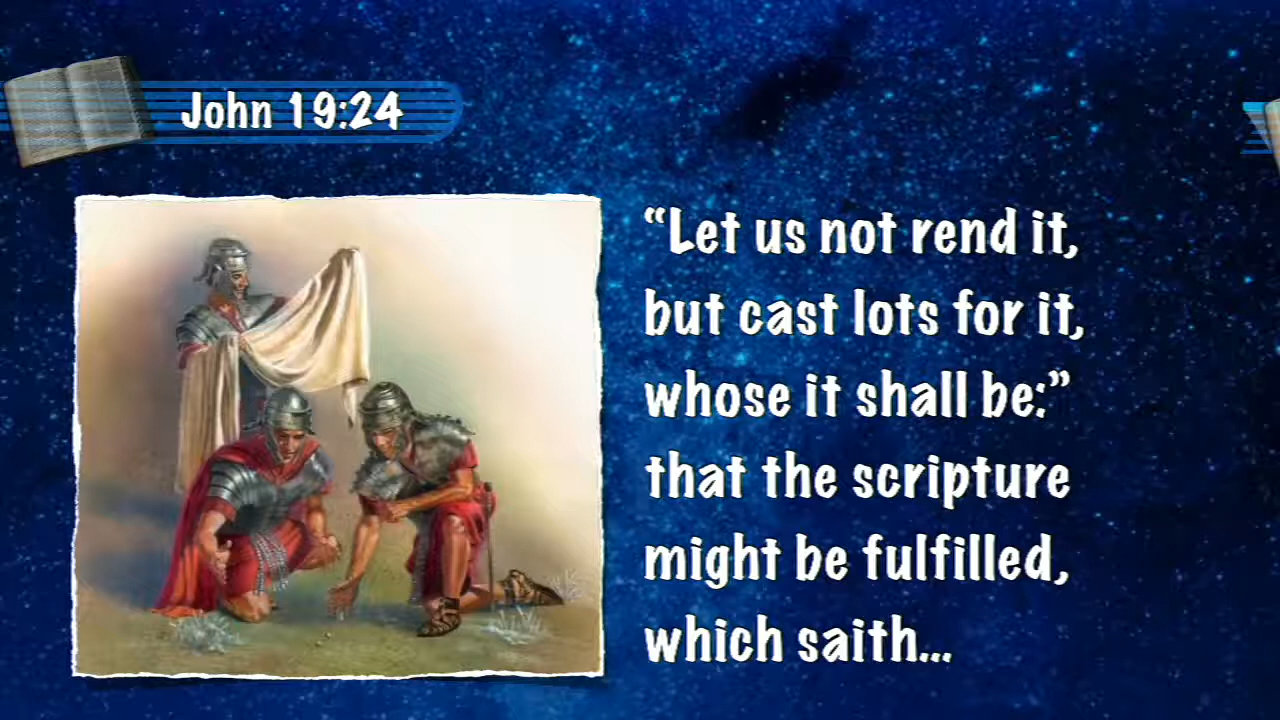 John 19:24
“Let us not rend it,
but cast lots for it,
whose it shall be:”
that the scripture
might be fulfilled,
which saith...